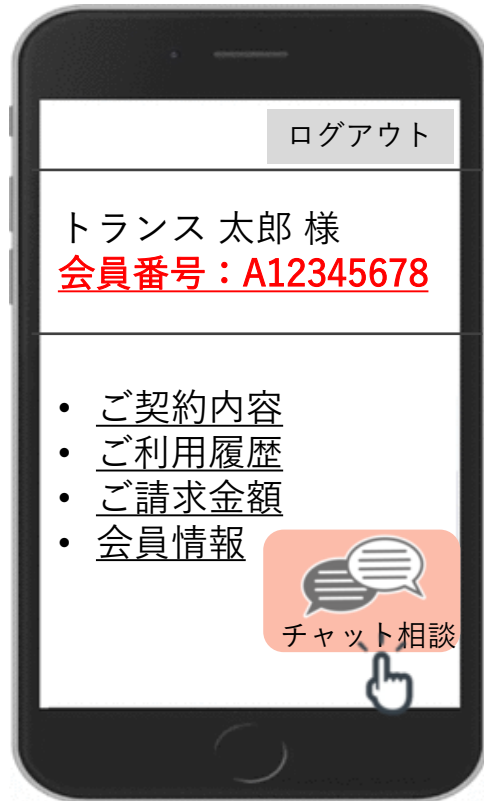 ログアウト
トランス 太郎 様
会員番号：A12345678
• ご契約内容
• ご利用履歴
• ご請求金額
• 会員情報
チャット相談